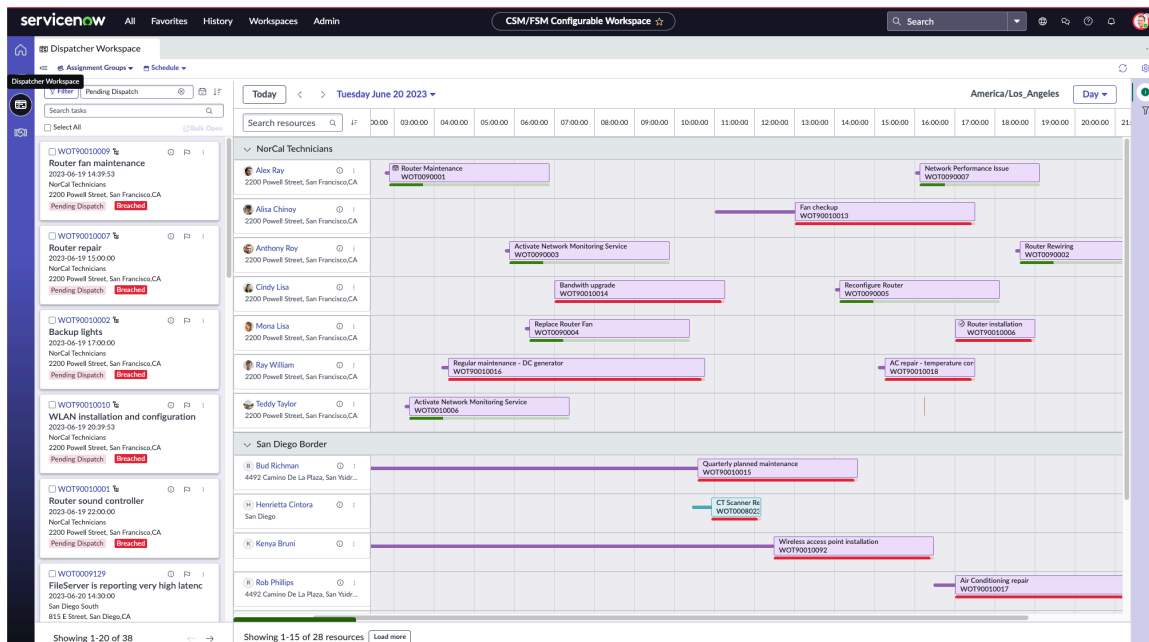 servicenow All Favorites History Workspaces Admin CSM/FSM Configurable Workspace Search
Dispatcher Workspace
Assignment Groups Schedule
Dispatcher Workspace
Filter Pending Dispatch
Search tasks
Select All Bulk Open
WOT90010009
Router fan maintenance
2023-06-19 14:39:53
NorCal Technicians
2200 Powell Street, San Francisco,CA
Pending Dispatch Breached
WOT90010007
Router repair
2023-06-19 15:00:00
NorCal Technicians
2200 Powell Street, San Francisco,CA
Pending Dispatch Breached
WOT90010002
Backup lights
2023-06-19 17:00:00
NorCal Technicians
2200 Powell Street, San Francisco,CA
Pending Dispatch Breached
WOT90010010
WLAN installation and configuration
2023-06-19 20:39:53
NorCal Technicians
2200 Powell Street, San Francisco,CA
Pending Dispatch Breached
WOT90010001
Router sound controller
2023-06-19 22:00:00
NorCal Technicians
2200 Powell Street, San Francisco,CA
Pending Dispatch Breached
WOT0009129
FileServer is reporting very high latenc
2023-06-20 14:30:00
San Diego South
815 E Street, San Diego,CA
Showing 1-20 of 38
Today Tuesday June 20 2023 America/Los_Angeles Day
Search resources 03:00:00 04:00:00 05:00:00 06:00:00 07:00:00 08:00:00 09:00:00 10:00:00 11:00:00 12:00:00 13:00:00 14:00:00 15:00:00 16:00:00 17:00:00 18:00:00 19:00:00 20:00:00
NorCal Technicians
Alex Ray
2200 Powell Street, San Francisco,CA
Router Maintenance
WOT0090001
Network Performance Issue
WOT0090007
Alisa Chinoy
2200 Powell Street, San Francisco,CA
Fan checkup
WOT90010013
Anthony Roy
2200 Powell Street, San Francisco,CA
Activate Network Monitoring Service
WOT0090003
Router Rewiring
WOT0090002
Cindy Lisa
2200 Powell Street, San Francisco,CA
Bandwith upgrade
WOT90010014
Reconfigure Router
WOT0090005
Mona Lisa
2200 Powell Street, San Francisco,CA
Replace Router Fan
WOT0090004
Router installation
WOT90010006
Ray William
2200 Powell Street, San Francisco,CA
Regular maintenance - DC generator
WOT90010016
AC repair - temperature con
WOT90010018
Teddy Taylor
2200 Powell Street, San Francisco,CA
Activate Network Monitoring Service
WOT0010006
San Diego Border
B Bud Richman
4492 Camino De La Plaza, San Ysidr...
Quarterly planned maintenance
WOT90010015
H Henrietta Cintora
San Diego
CT Scanner Re
WOT0008023
K Kenya Bruni
Wireless access point installation
WOT90010092
R Rob Phillips
4492 Camino De La Plaza, San Ysidr...
Air Conditioning repair
WOT90010017
Showing 1-15 of 28 resources Load more